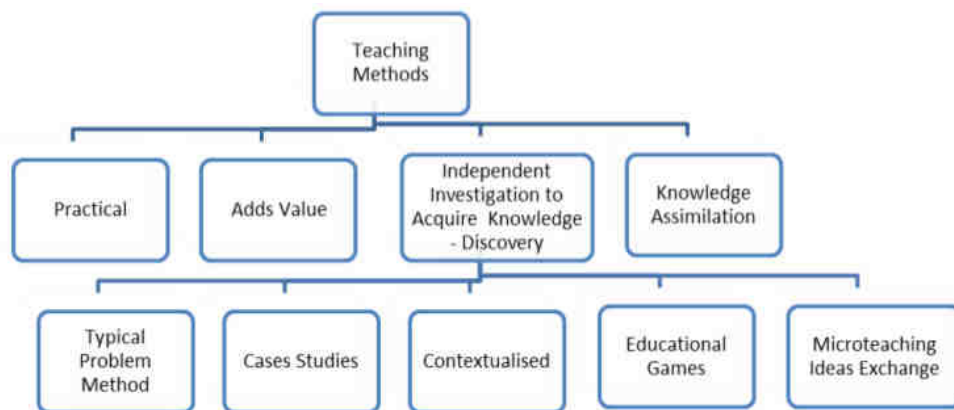 Teaching
Methods
Practical
Adds Value
Independent
Investigation to
Acquire Knowledge
- Discovery
Knowledge
Assimilation
Typical
Problem
Method
Cases Studies
Contextualised
Educational
Games
Microteaching
Ideas Exchange